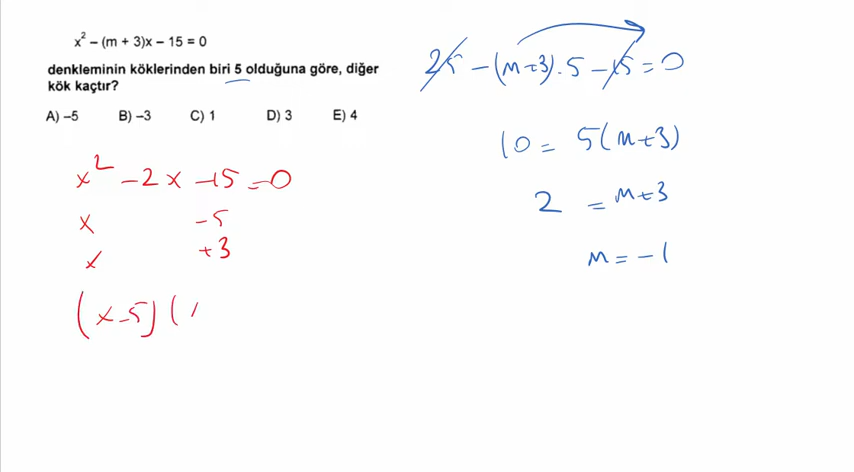 x² – (m + 3)x – 15 = 0
denkleminin köklerinden biri 5 olduğuna göre, diğer
kök kaçtır?
A) –5 B) –3 C) 1 D) 3 E) 4
x² - 2x - 15 = 0
x -5
x +3
(x - 5) (
25 - (m+3) . 5 - 15 = 0
10 = 5(m+3)
2 = m+3
m = -1